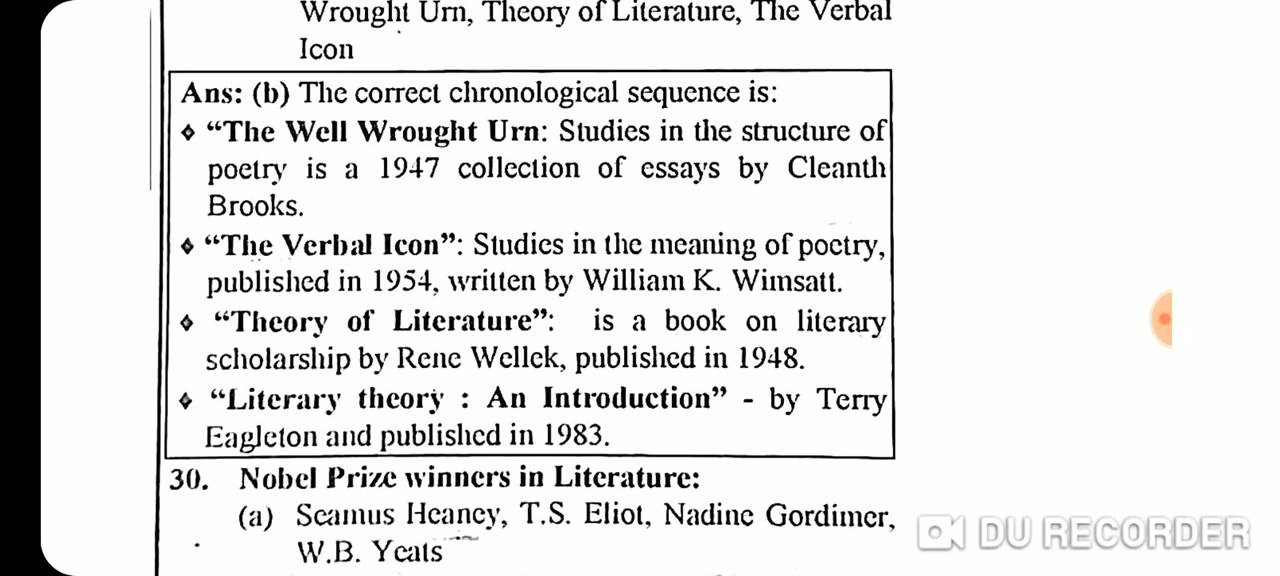 Wrought Urn, Theory of Literature, The Verbal
Icon
Ans: (b) The correct chronological sequence is:
❖ “The Well Wrought Urn: Studies in the structure of
poetry is a 1947 collection of essays by Cleanth
Brooks.
❖ “The Verbal Icon”: Studies in the meaning of poetry,
published in 1954, written by William K. Wimsatt.
❖ “Theory of Literature”: is a book on literary
scholarship by Rene Wellek, published in 1948.
❖ “Literary theory : An Introduction” - by Terry
Eagleton and published in 1983.
30. Nobel Prize winners in Literature:
(a) Seamus Heaney, T.S. Eliot, Nadine Gordimer,
W.B. Yeats
DU RECORDER